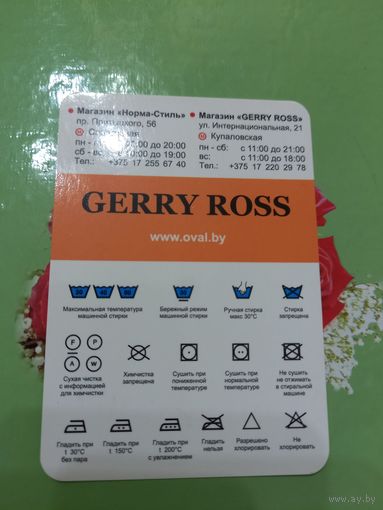 • Магазин «Норма-Стиль»
пр. Притыцкого, 56
М
пн - 00 до 20:00
сб - вс: 00 до 19:00
Тел.: +375 17 255 67 40
• Магазин «GERRY ROSS»
ул. Интернациональная, 21
М Купаловская
пн - сб: с 11:00 до 21:00
вс: с 11:00 до 18:00
Тел.: +375 17 220 29 78
GERRY ROSS
www.oval.by
30 40 60
Максимальная температура
машинной стирки
Бережный режим
машинной стирки
Ручная стирка
макс 30°C
Стирка
запрещена
F P
A W
Сухая чистка
с информацией
для химчистки
Химчистка
запрещена
Сушить при
пониженной
температуре
Сушить при
нормальной
температуре
Не сушить
не отжимать
в стиральной
машине
Гладить при
t 30°C
без пара
Гладить при
t 150°C
Гладить при
t 200°C
с увлажнением
Гладить
нельзя
Разрешено
хлорировать
Не
хлорировать
www.ay.by